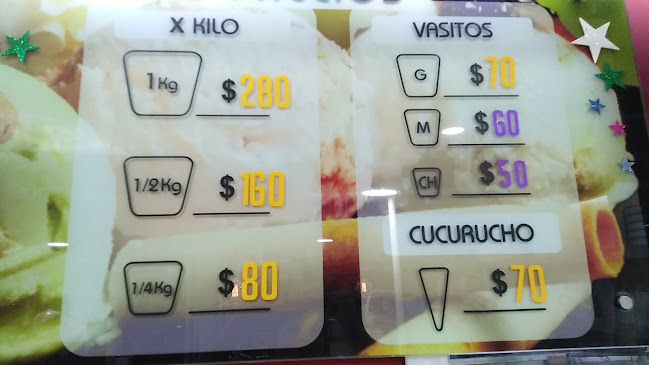 X KILO
1Kg $280
1/2Kg $160
1/4Kg $80
VASITOS
G $70
M $60
CH $50
CUCURUCHO
$70